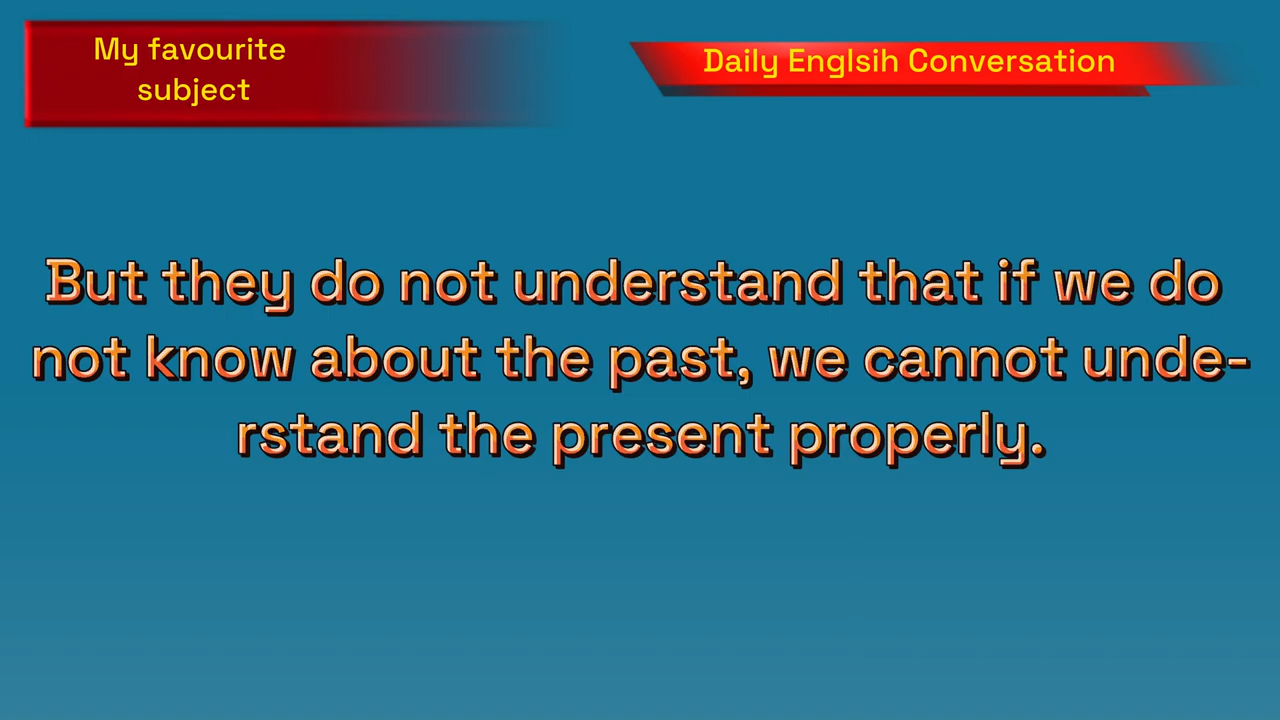 My favourite
subject
Daily Englsih Conversation
But they do not understand that if we do
not know about the past, we cannot unde-
rstand the present properly.